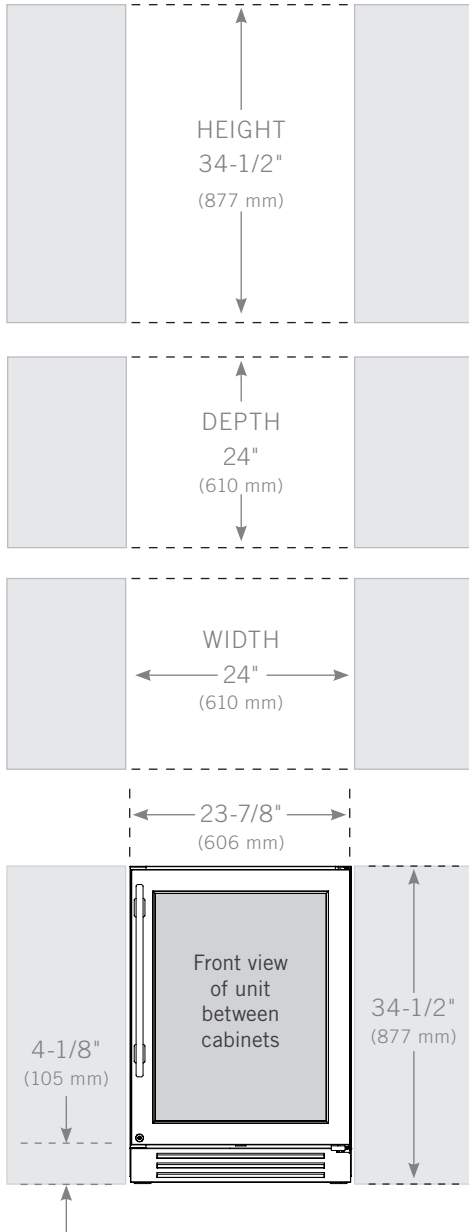 HEIGHT
34-1/2"
(877 mm)
DEPTH
24"
(610 mm)
WIDTH
24"
(610 mm)
23-7/8"
(606 mm)
Front view
of unit
between
cabinets
34-1/2"
(877 mm)
4-1/8"
(105 mm)